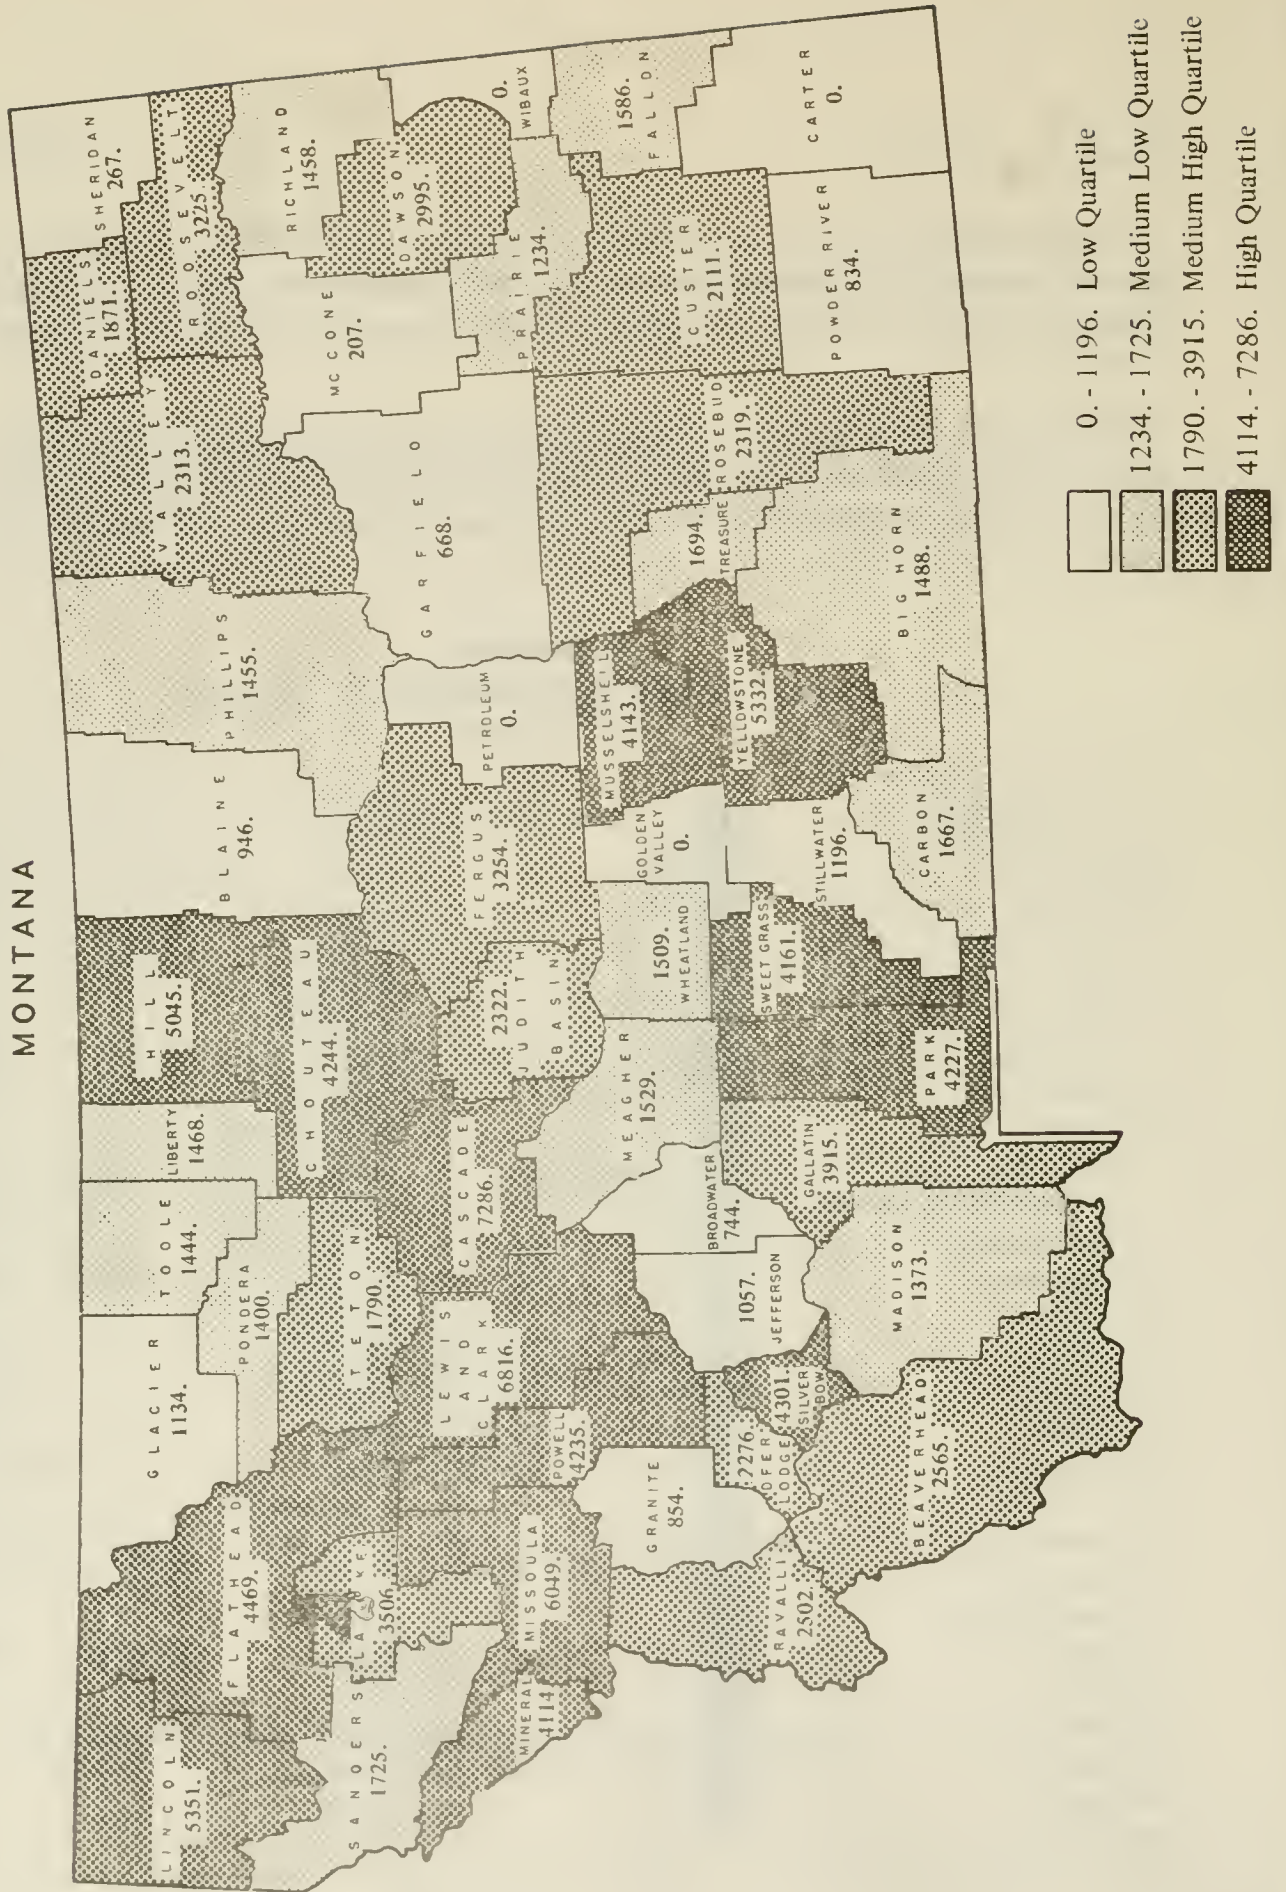 MONTANA
LINCOLN
5351.
FLATHEAD
4469.
GLACIER
1134.
TOOLE
1444.
LIBERTY
1468.
HILL
5045.
BLAINE
946.
PHILLIPS
1455.
VALLEY
2313.
DANIELS
1871.
SHERIDAN
267.
ROOSEVELT
3225.
PONDERA
1400.
TETON
1790.
CHOUTEAU
4244.
SANDERS
1725.
LAKE
3506.
LEWIS
AND
CLARK
6816.
CASCADE
7286.
FERGUS
3254.
JUDITH
2322.
BASIN
PETROLEUM
0.
GARFIELD
668.
MCCONE
207.
RICHLAND
1458.
DAWSON
2995.
WIBAUX
0.
PRAIRIE
1234.
MINERAL
4114.
MISSOULA
6049.
POWELL
4235.
GRANITE
854.
MEAGHER
1529.
1509.
WHEATLAND
GOLDEN
VALLEY
0.
MUSSELSHELL
4143.
YELLOWSTONE
5332.
1694.
TREASURE
ROSEBUD
2319.
CUSTER
2111.
1586.
FALLON
RAVALLI
2502.
2276.
DEER
LODGE
4301.
SILVER
BOW
1057.
JEFFERSON
BROADWATER
744.
GALLATIN
3915.
PARK
4227.
SWEET GRASS
4161.
STILLWATER
1196.
CARBON
1667.
BIG HORN
1488.
POWDER RIVER
834.
CARTER
0.
BEAVERHEAD
2565.
MADISON
1373.
0. - 1196. Low Quartile
1234. - 1725. Medium Low Quartile
1790. - 3915. Medium High Quartile
4114. - 7286. High Quartile